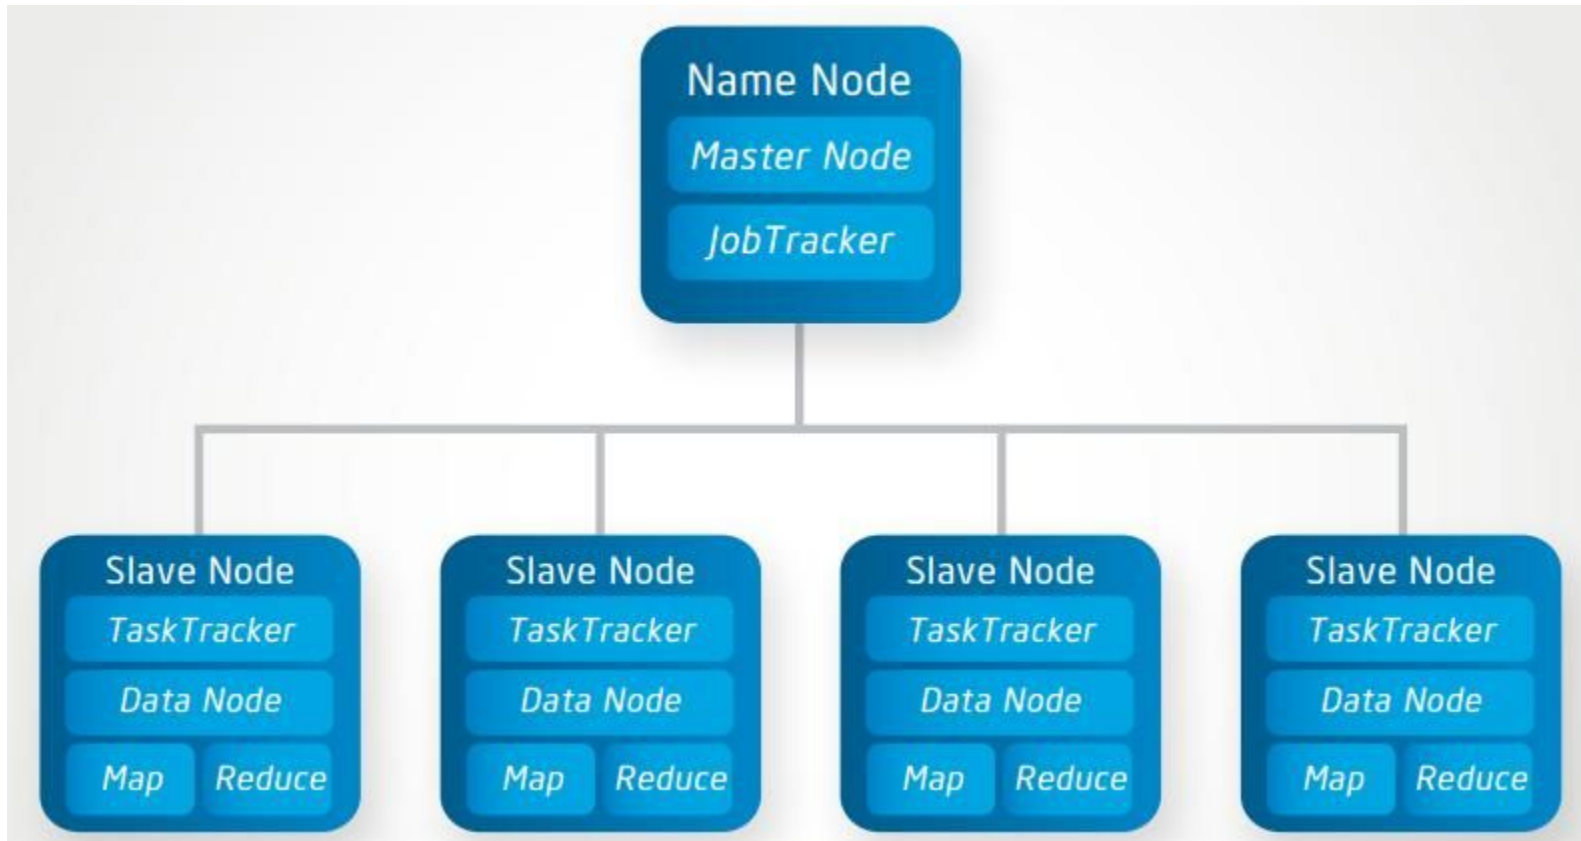 Name Node
Master Node
JobTracker
Slave Node
TaskTracker
Data Node
Map Reduce
Slave Node
TaskTracker
Data Node
Map Reduce
Slave Node
TaskTracker
Data Node
Map Reduce
Slave Node
TaskTracker
Data Node
Map Reduce